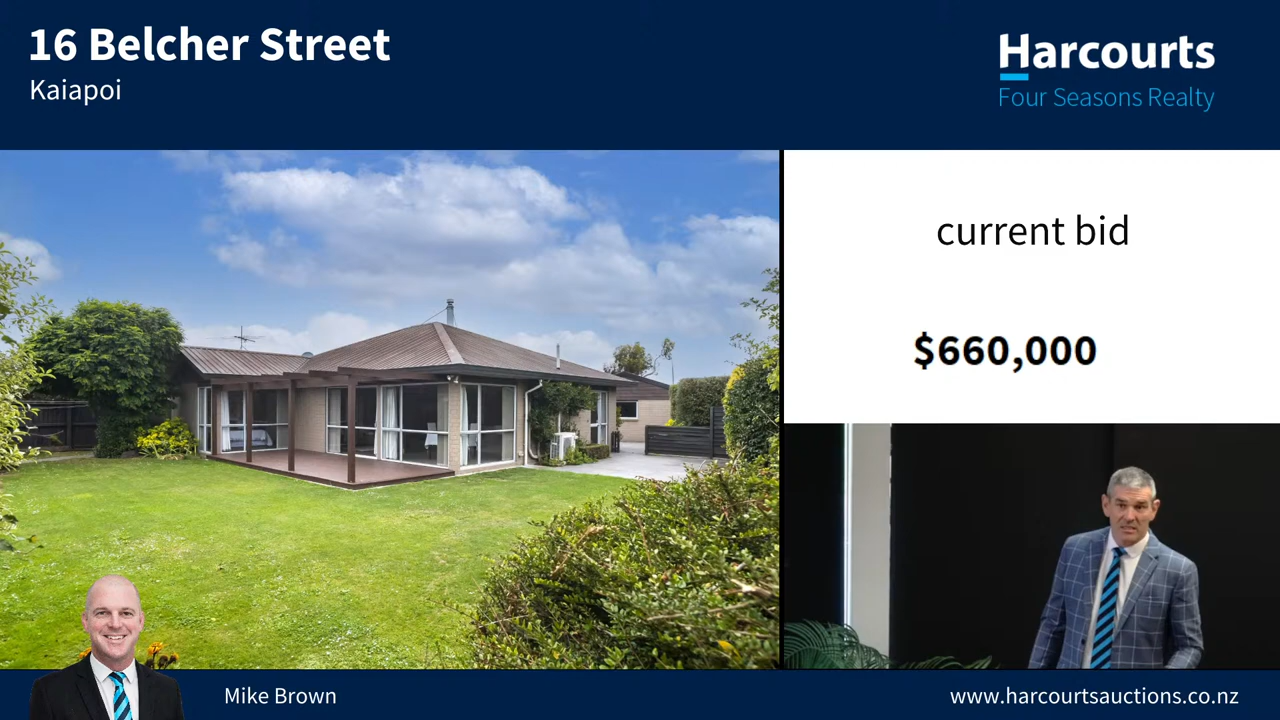 16 Belcher Street
Kaiapoi
Harcourts
Four Seasons Realty
current bid
$660,000
Mike Brown
www.harcourtsauctions.co.nz